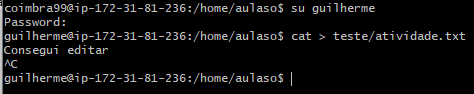 coimbra99@ip-172-31-81-236:/home/aulaso$ su guilherme
Password:
guilherme@ip-172-31-81-236:/home/aulaso$ cat > teste/atividade.txt
Consegui editar
^C
guilherme@ip-172-31-81-236:/home/aulaso$